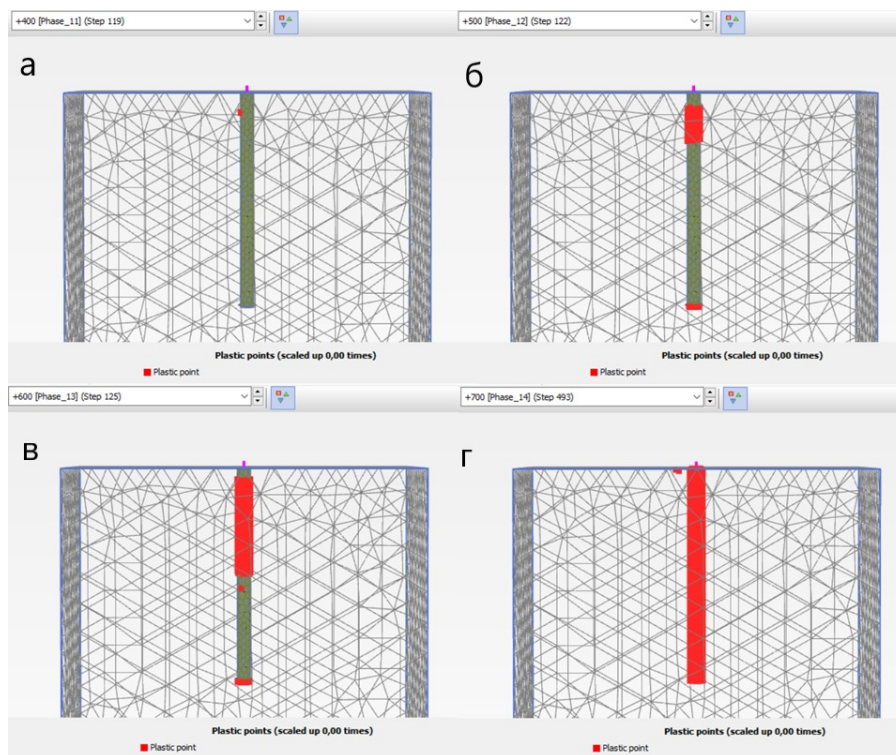 +400 [Phase_11] (Step 119)
+500 [Phase_12] (Step 122)
а
б
Plastic points (scaled up 0,00 times)
Plastic point
Plastic points (scaled up 0,00 times)
Plastic point
+600 [Phase_13] (Step 125)
+700 [Phase_14] (Step 493)
в
г
Plastic points (scaled up 0,00 times)
Plastic point
Plastic points (scaled up 0,00 times)
Plastic point